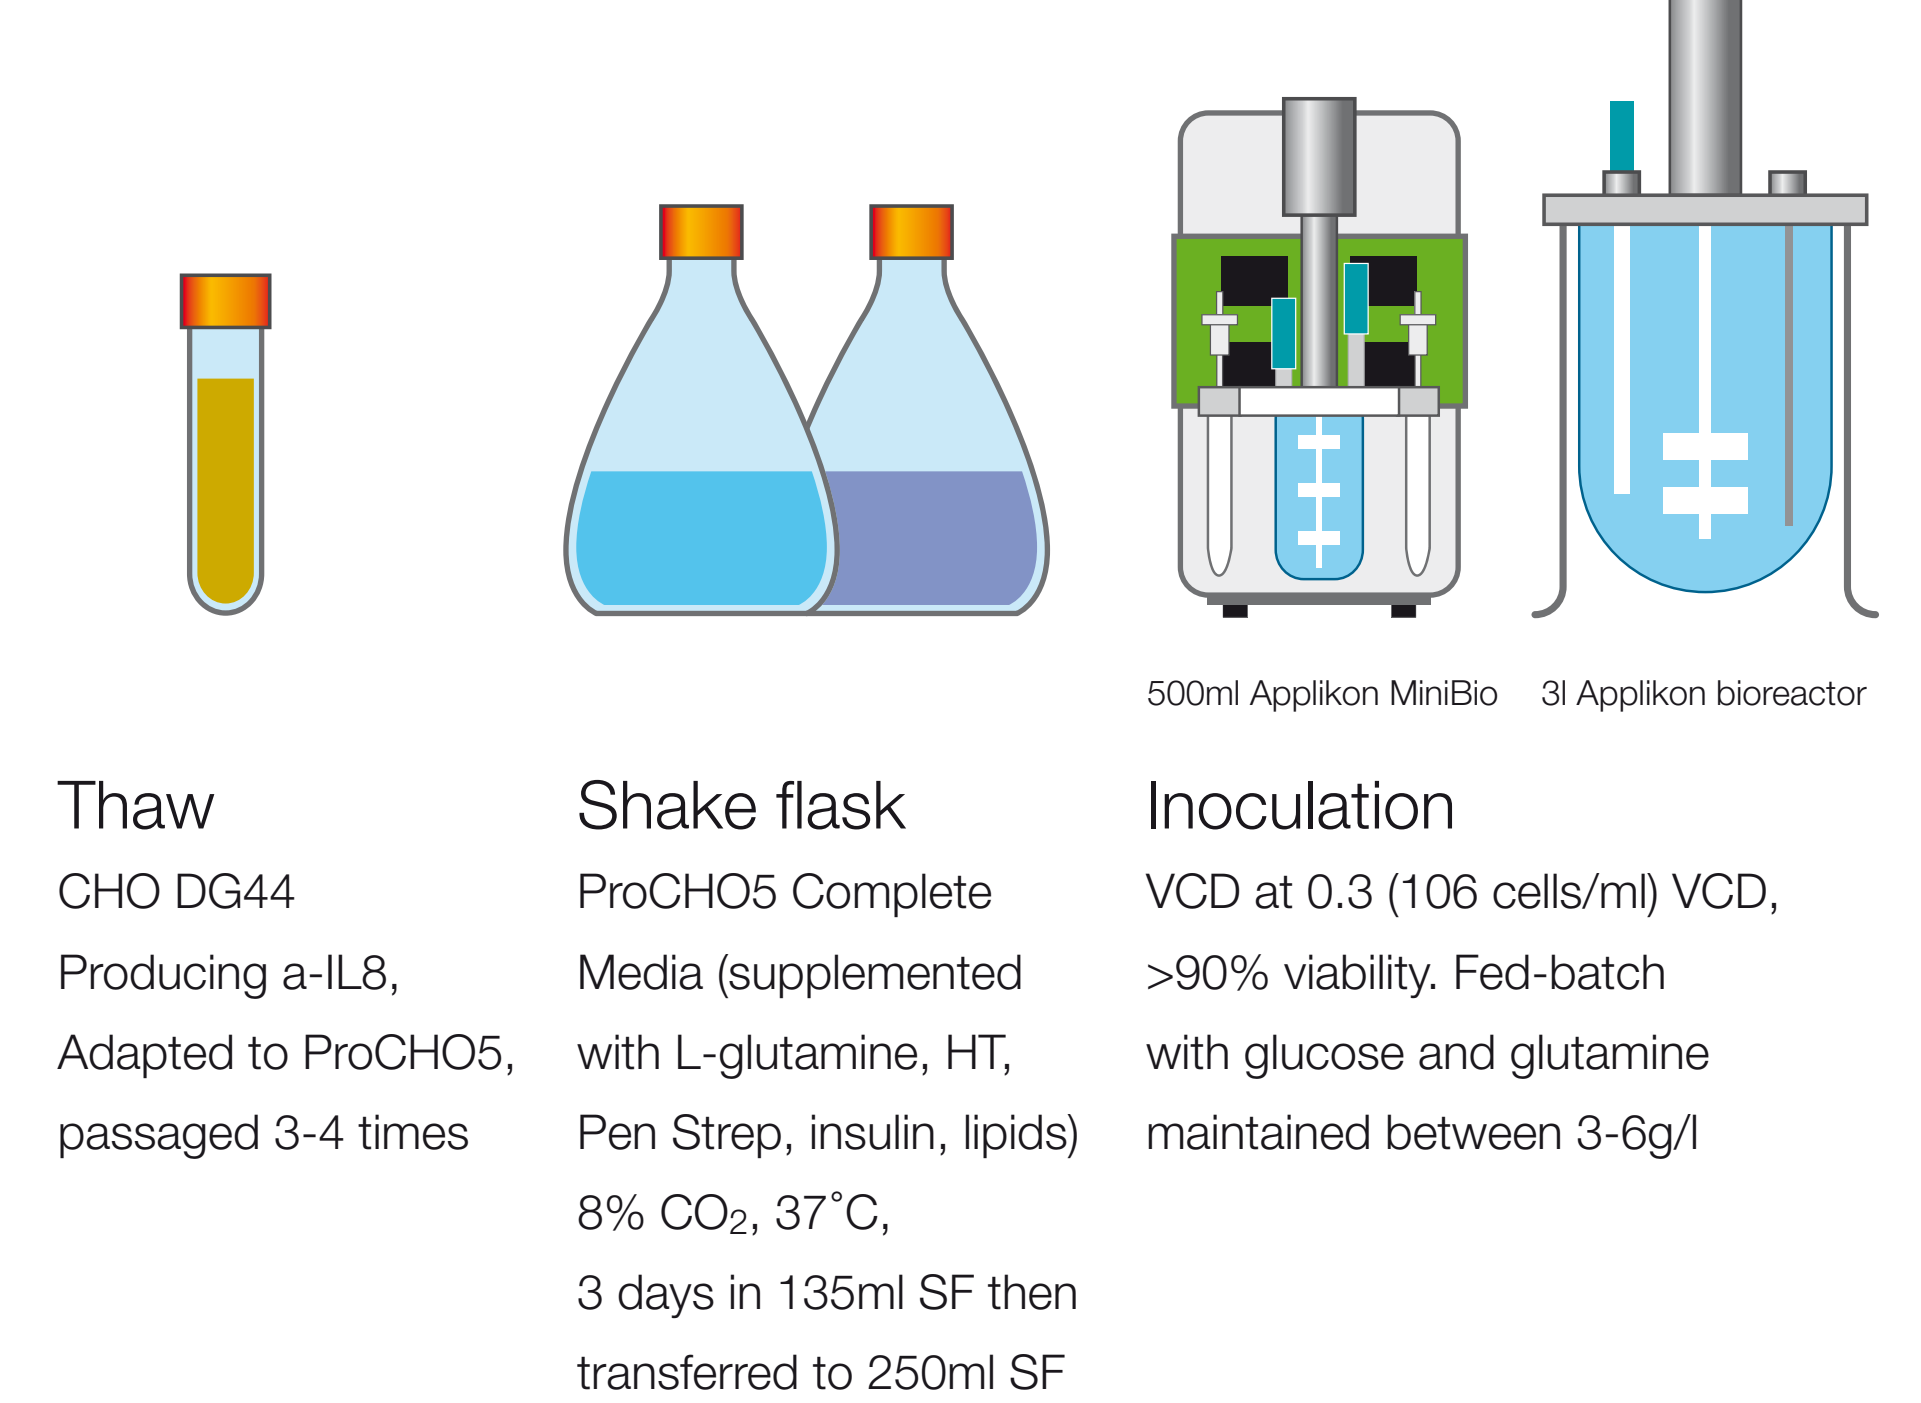 500ml Applikon MiniBio
3l Applikon bioreactor
Thaw
CHO DG44
Producing a-IL8,
Adapted to ProCHO5,
passaged 3-4 times
Shake flask
ProCHO5 Complete
Media (supplemented
with L-glutamine, HT,
Pen Strep, insulin, lipids)
8% CO₂, 37˚C,
3 days in 135ml SF then
transferred to 250ml SF
Inoculation
VCD at 0.3 (106 cells/ml) VCD,
>90% viability. Fed-batch
with glucose and glutamine
maintained between 3-6g/l